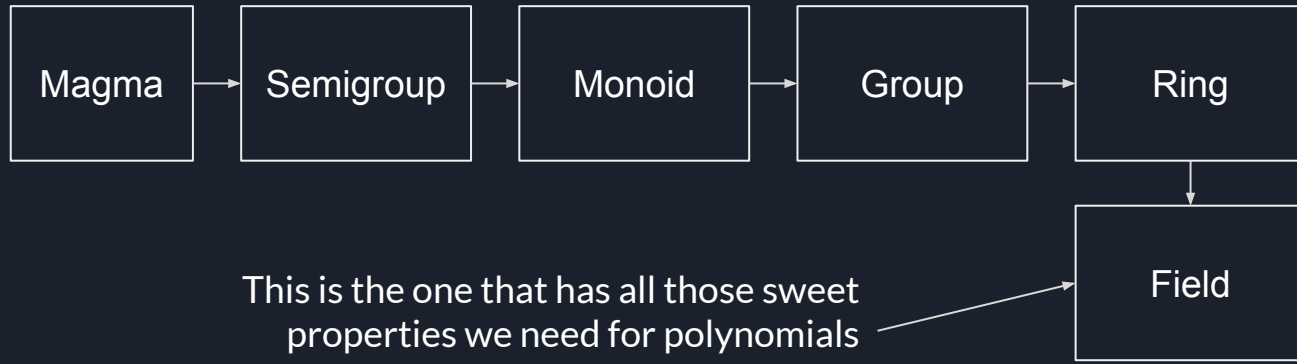 Magma
Semigroup
Monoid
Group
Ring
Field
This is the one that has all those sweet
properties we need for polynomials